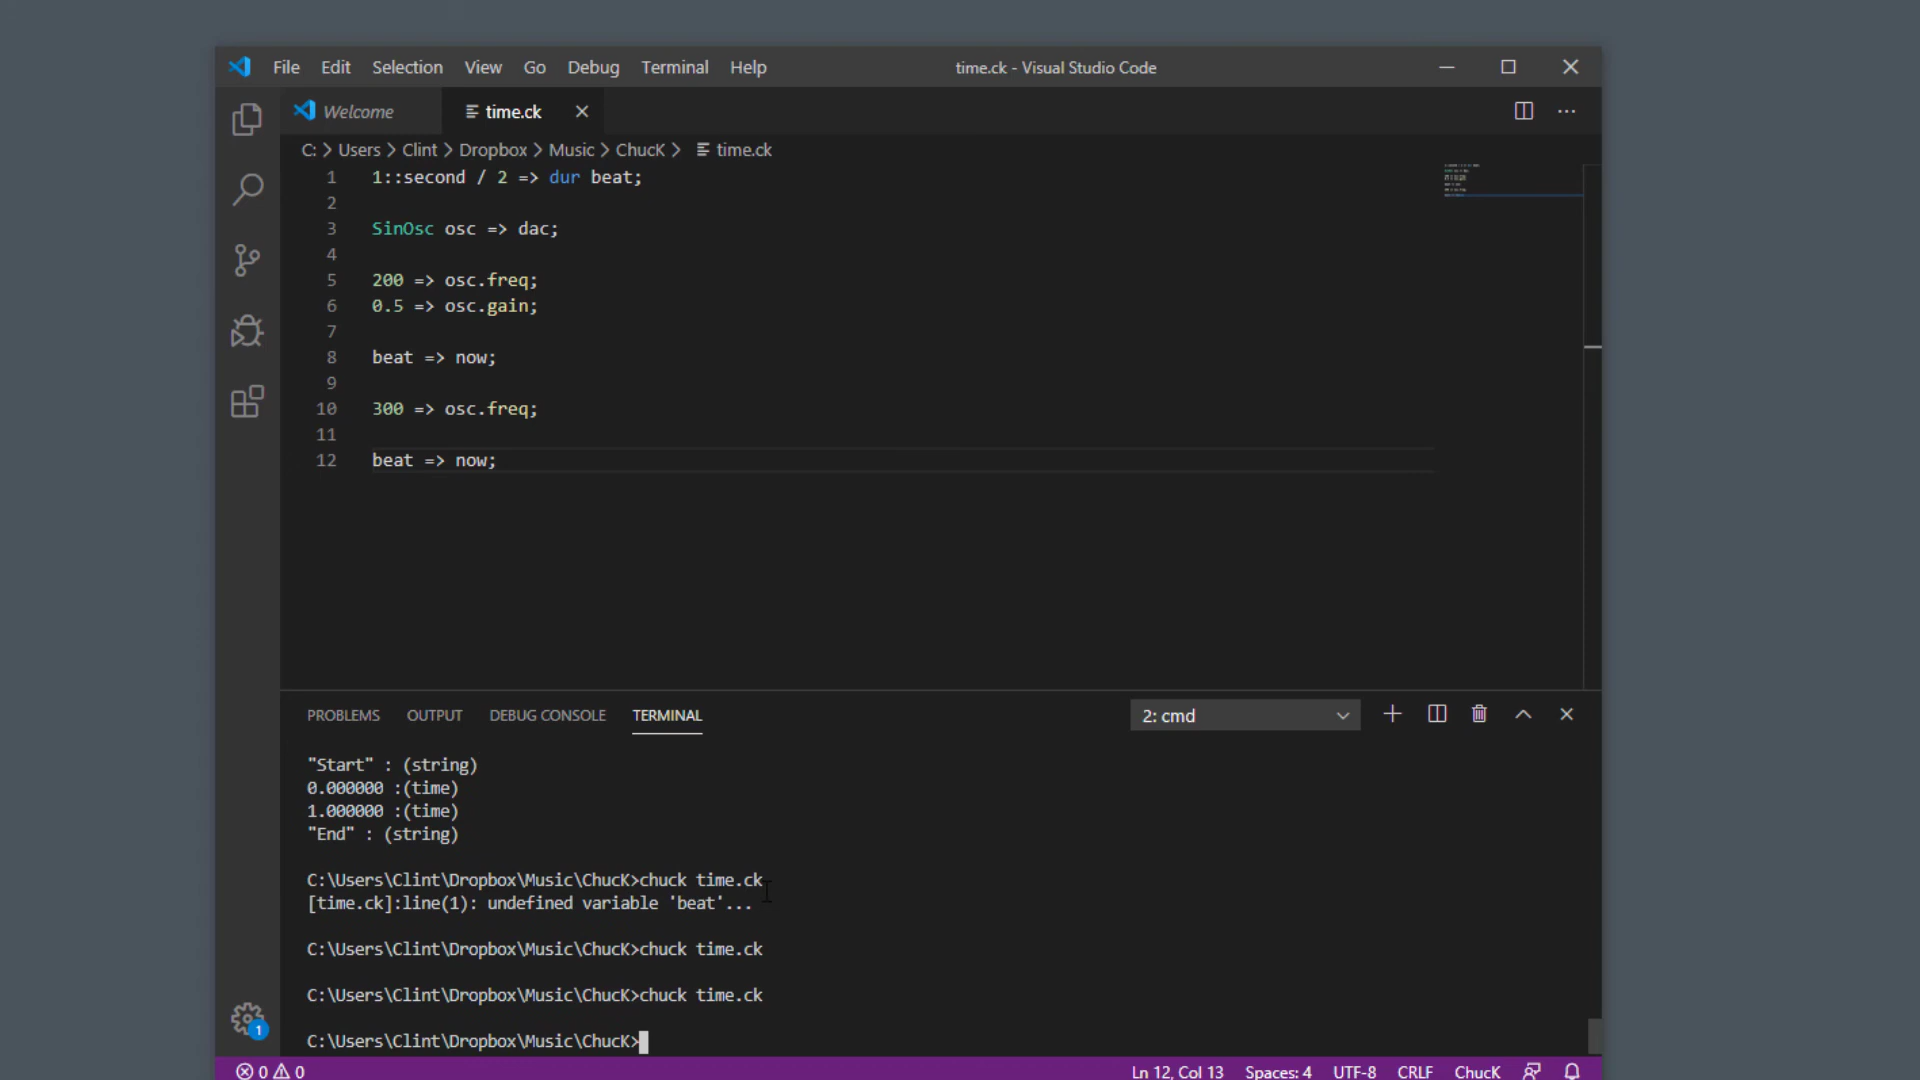 File Edit Selection View Go Debug Terminal Help time.ck - Visual Studio Code
Welcome time.ck
C: > Users > Clint > Dropbox > Music > ChucK > time.ck
1 1::second / 2 => dur beat;
2
3 SinOsc osc => dac;
4
5 200 => osc.freq;
6 0.5 => osc.gain;
7
8 beat => now;
9
10 300 => osc.freq;
11
12 beat => now;
PROBLEMS OUTPUT DEBUG CONSOLE TERMINAL 2: cmd
"Start" : (string)
0.000000 :(time)
1.000000 :(time)
"End" : (string)
C:\Users\Clint\Dropbox\Music\ChucK>chuck time.ck
[time.ck]:line(1): undefined variable 'beat'...
C:\Users\Clint\Dropbox\Music\ChucK>chuck time.ck
C:\Users\Clint\Dropbox\Music\ChucK>chuck time.ck
C:\Users\Clint\Dropbox\Music\ChucK>
1
0 0 Ln 12, Col 13 Spaces: 4 UTF-8 CRLF ChucK